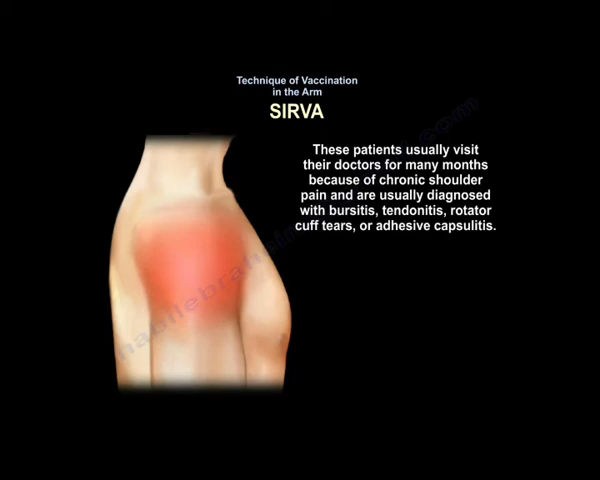 Technique of Vaccination
in the Arm
SIRVA
These patients usually visit
their doctors for many months
because of chronic shoulder
pain and are usually diagnosed
with bursitis, tendonitis, rotator
cuff tears, or adhesive capsulitis.